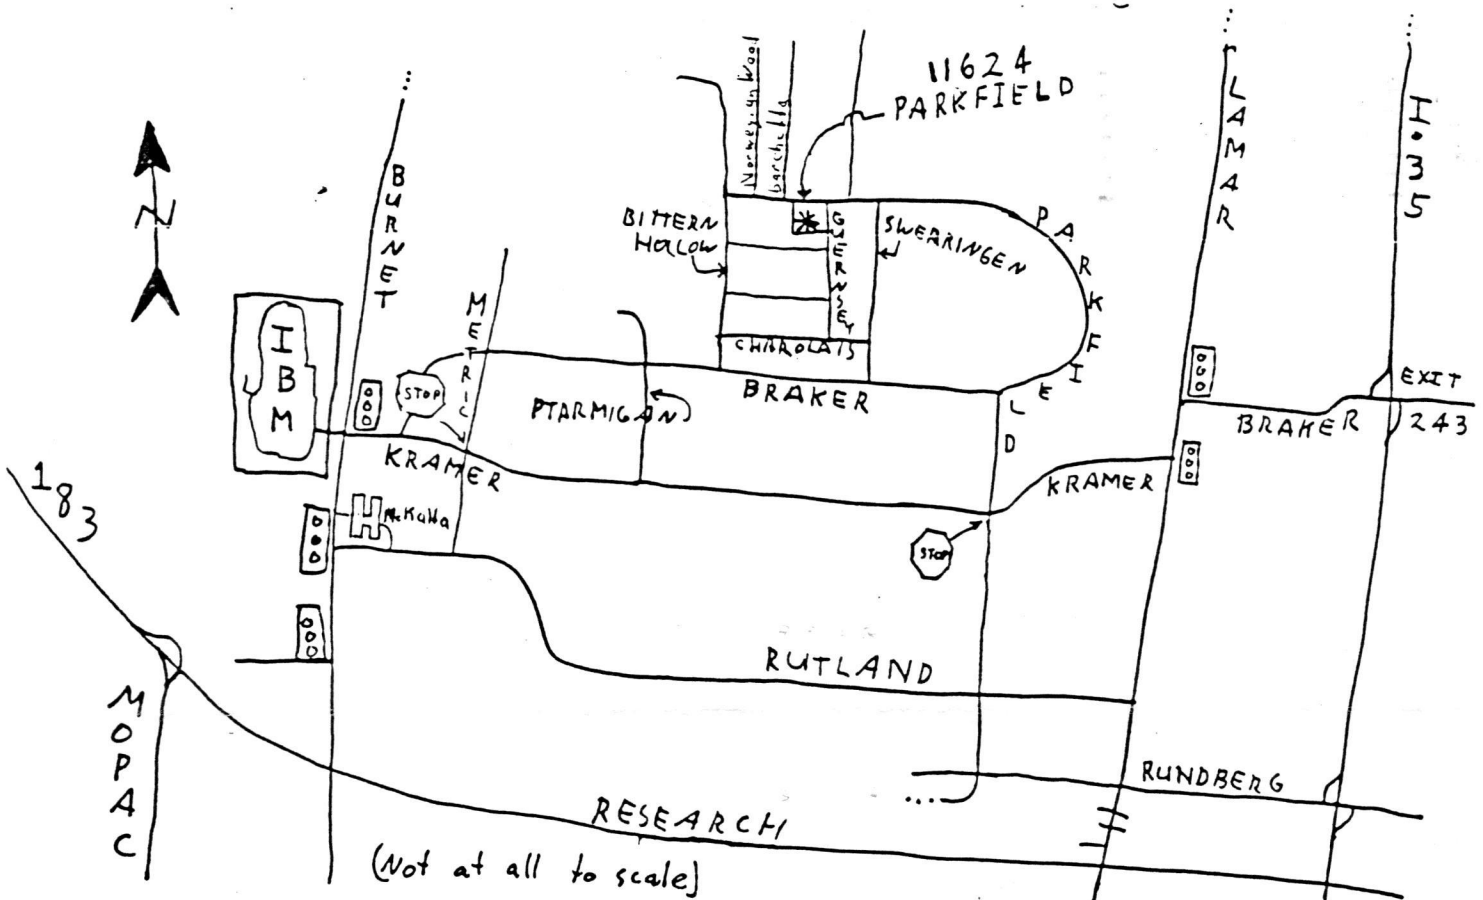 11624
PARKFIELD
LAMAR
I-35
BURNET
N
Norwegian Wood
BITTERN
HOLLOW
GUERNSEY
SWEARINGEN
PARKFIELD
METRIC
IBM
STOP
CHAROLAIS
BRAKER
PTARMIGAN
EXIT
243
BRAKER
KRAMER
KRAMER
183
McKalla
STOP
RUTLAND
MOPAC
RUNDBERG
RESEARCH
(Not at all to scale)